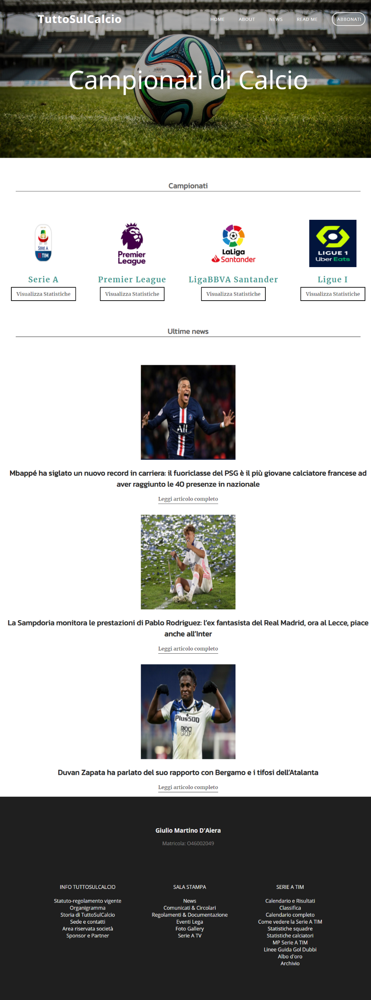 TuttoSulCalcio
HOME
ABOUT
NEWS
READ ME
ABBONATI
Campionati di Calcio
Campionati
SERIE A
TIM
Premier
League
LaLiga
Santander
LIGUE 1
Uber Eats
Serie A
Premier League
LigaBBVA Santander
Ligue I
Visualizza Statistiche
Visualizza Statistiche
Visualizza Statistiche
Visualizza Statistiche
Ultime news
ALL
Mbappé ha siglato un nuovo record in carriera: il fuoriclasse del PSG è il più giovane calciatore francese ad
aver raggiunto le 40 presenze in nazionale
Leggi articolo completo
La Sampdoria monitora le prestazioni di Pablo Rodriguez: l’ex fantasista del Real Madrid, ora al Lecce, piace
anche all’Inter
Leggi articolo completo
Plus500
RADICI
GROUP
Duvan Zapata ha parlato del suo rapporto con Bergamo e i tifosi dell’Atalanta
Leggi articolo completo
Giulio Martino D'Aiera
Matricola: O46002049
INFO TUTTOSULCALCIO
Statuto-regolamento vigente
Organigramma
Storia di TuttoSulCalcio
Sede e contatti
Area riservata società
Sponsor e Partner
SALA STAMPA
News
Comunicati & Circolari
Regolamenti & Documentazione
Eventi Lega
Foto Gallery
Serie A TV
SERIE A TIM
Calendario e Risultati
Classifica
Calendario completo
Come vedere la Serie A TIM
Statistiche squadre
Statistiche calciatori
MP Serie A TIM
Linee Guida Gol Dubbi
Albo d'oro
Archivio